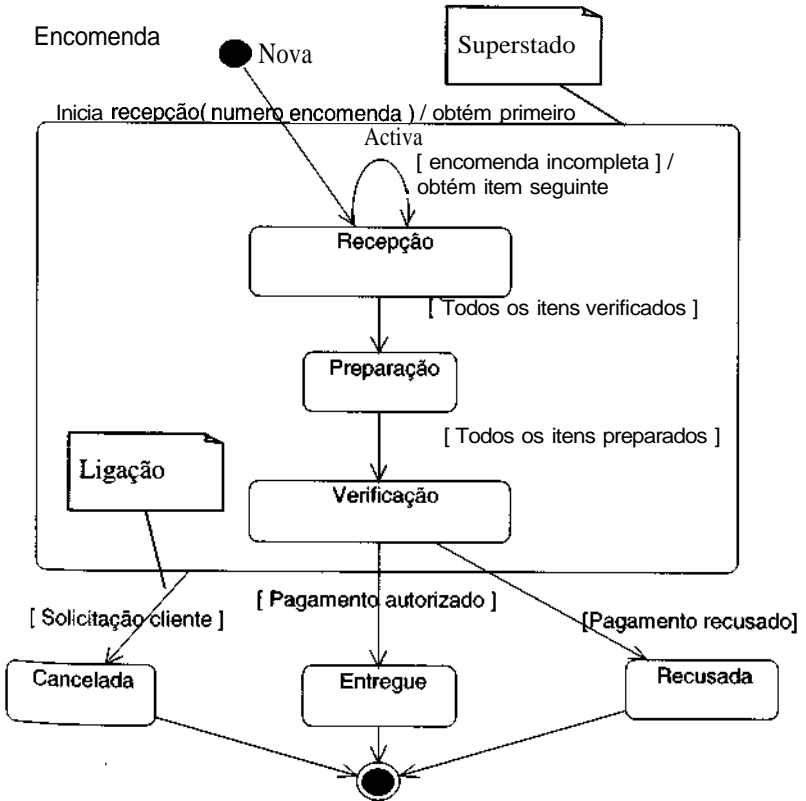 Encomenda
Nova
Superstado
Inicia recepção( numero encomenda ) / obtém primeiro
Activa
[ encomenda incompleta ] /
obtém item seguinte
Recepção
[ Todos os itens verificados ]
Preparação
[ Todos os itens preparados ]
Ligação
Verificação
[ Solicitação cliente ]
[ Pagamento autorizado ]
[Pagamento recusado]
Cancelada
Entregue
Recusada